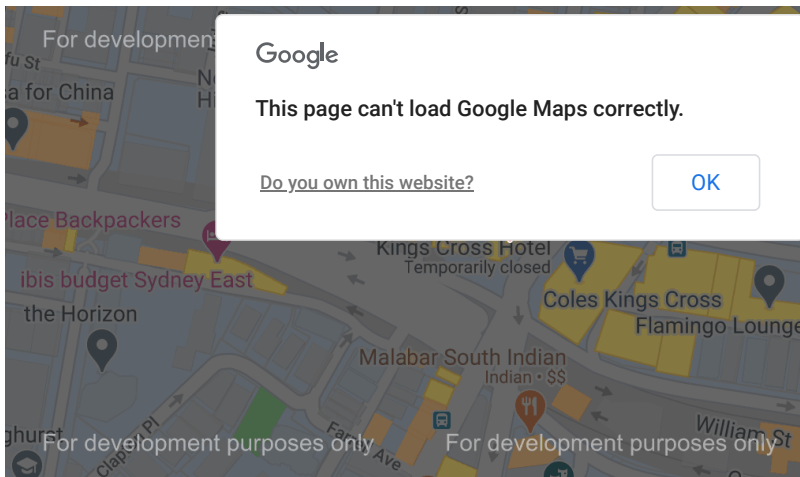 For development
fu St
a for China
Google
This page can't load Google Maps correctly.
Do you own this website?
OK
Place Backpackers
Kings Cross Hotel
Temporarily closed
ibis budget Sydney East
Coles Kings Cross
the Horizon
Flamingo Lounge
Malabar South Indian
Indian • $$
William St
ghurst
For development purposes only
For development purposes only
Clapton Pl
Farrell Ave